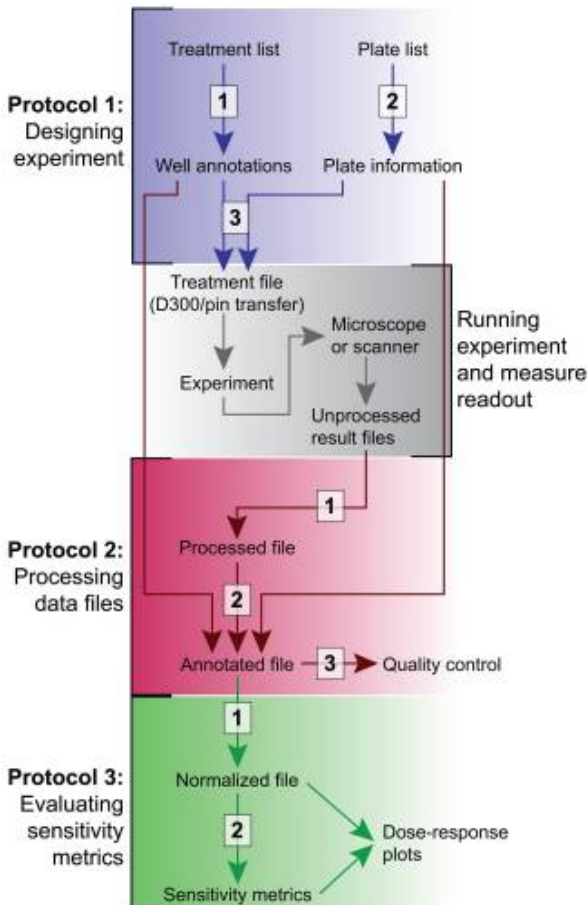 Treatment list
Plate list
Protocol 1:
Designing
experiment
1
2
Well annotations
Plate information
3
Treatment file
(D300/pin transfer)
Microscope
or scanner
Experiment
Unprocessed
result files
Running
experiment
and measure
readout
1
Protocol 2:
Processing
data files
Processed file
2
Annotated file
3
Quality control
1
Protocol 3:
Evaluating
sensitivity
metrics
Normalized file
2
Dose-response
plots
Sensitivity metrics